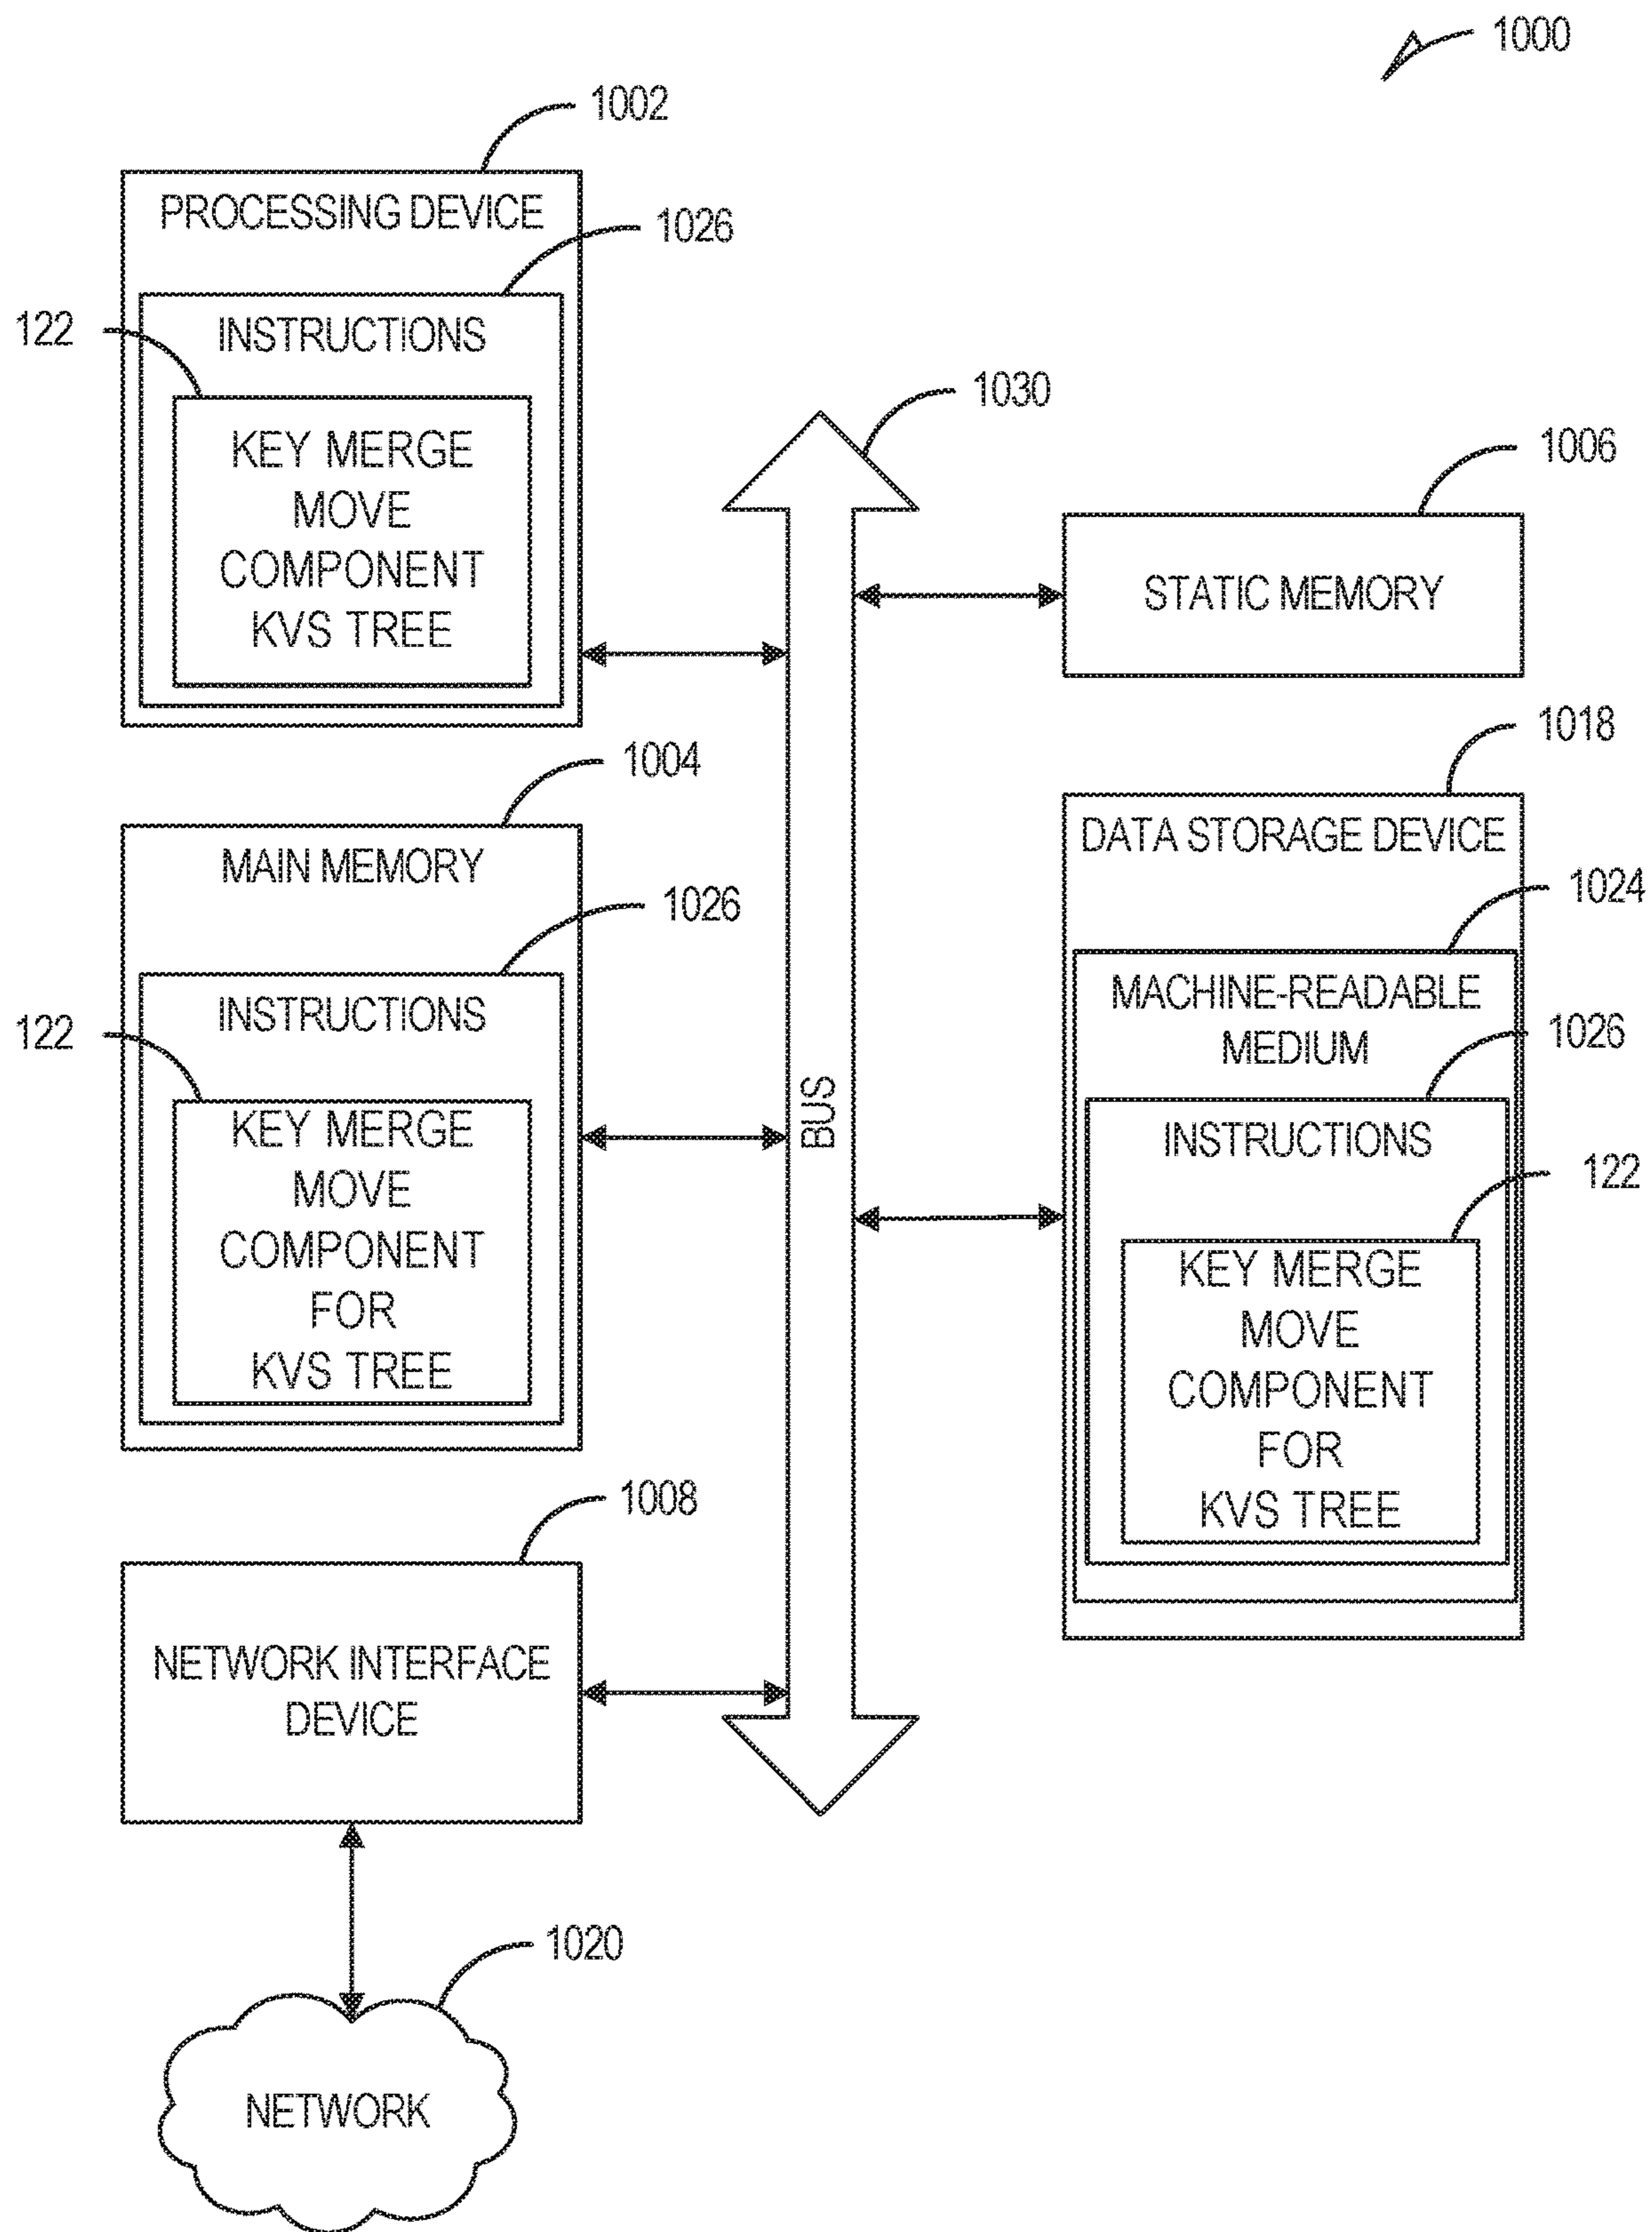 1000
1002
PROCESSING DEVICE
1026
122
INSTRUCTIONS
KEY MERGE
MOVE
COMPONENT
KVS TREE
1030
1006
STATIC MEMORY
1004
MAIN MEMORY
1026
122
INSTRUCTIONS
KEY MERGE
MOVE
COMPONENT
FOR
KVS TREE
BUS
1018
DATA STORAGE DEVICE
1024
MACHINE-READABLE
MEDIUM
1026
INSTRUCTIONS
122
KEY MERGE
MOVE
COMPONENT
FOR
KVS TREE
1008
NETWORK INTERFACE
DEVICE
1020
NETWORK